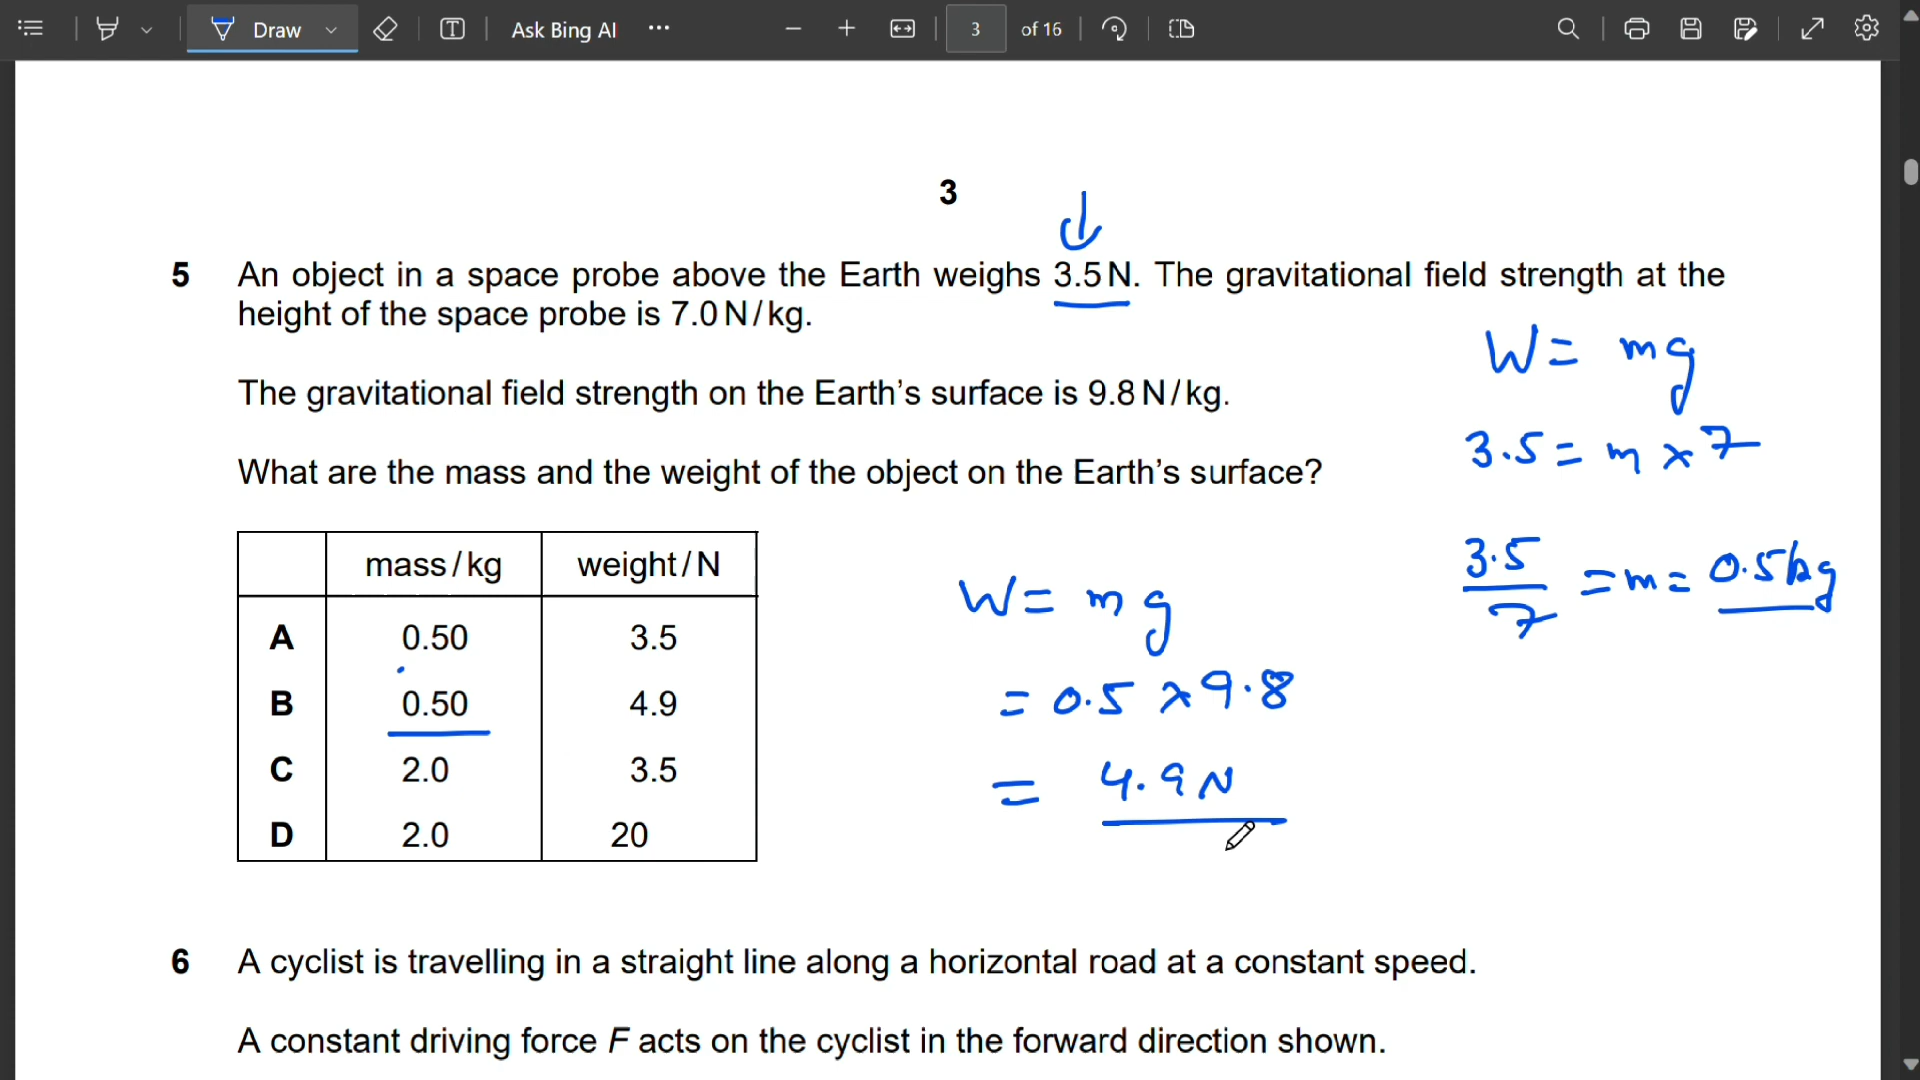 Draw
Ask Bing AI
3 of 16
3
5 An object in a space probe above the Earth weighs 3.5 N. The gravitational field strength at the
height of the space probe is 7.0 N/kg.
The gravitational field strength on the Earth's surface is 9.8 N/kg.
What are the mass and the weight of the object on the Earth's surface?
mass/kg weight/N
A 0.50 3.5
B 0.50 4.9
C 2.0 3.5
D 2.0 20
W = mg
= 0.5 × 9.8
= 4.9 N
W = mg
3.5 = m × 7
3.5/7 = m = 0.5kg
6 A cyclist is travelling in a straight line along a horizontal road at a constant speed.
A constant driving force F acts on the cyclist in the forward direction shown.